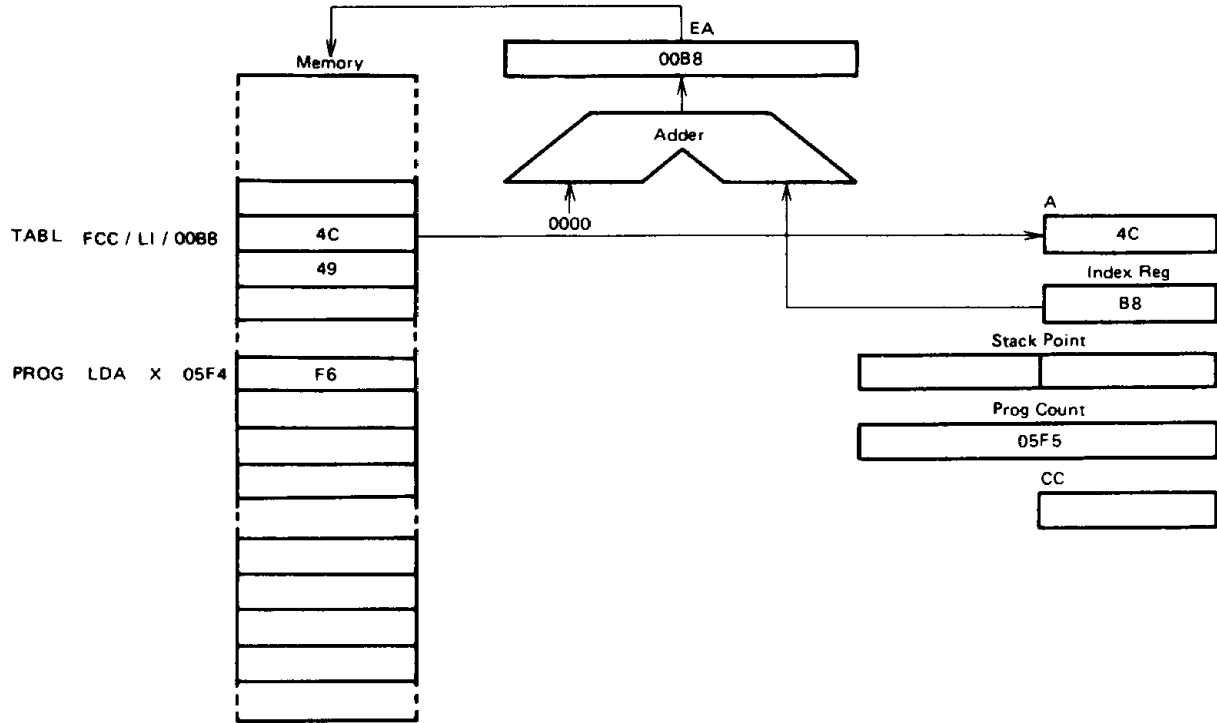 EA
00B8
Memory
Adder
0000
A
TABL FCC / LI / 00B8
4C
4C
49
Index Reg
B8
Stack Point
PROG LDA X 05F4
F6
Prog Count
05F5
CC